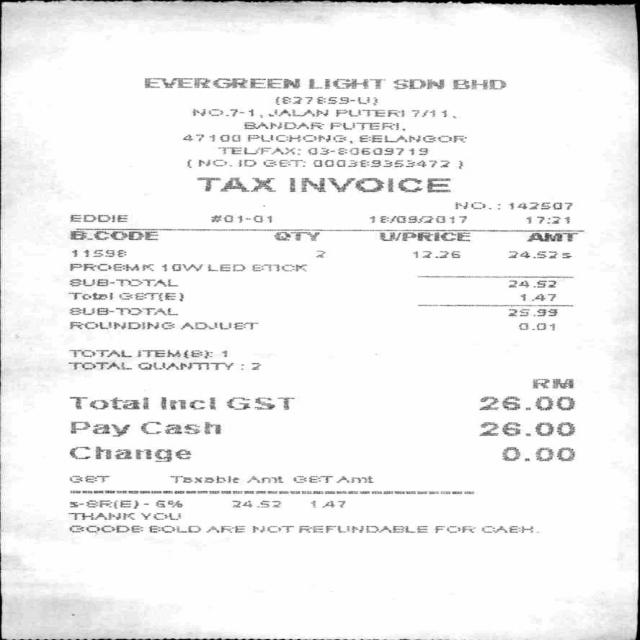 EVERGREEN LIGHT SDN BHD
(827859-U)
NO.7-1, JALAN PUTERI 7/11,
BANDAR PUTERI,
47100 PUCHONG, SELANGOR
TEL/FAX: 03-80609719
( NO. ID GST: 000389353472 )
TAX INVOICE
NO. : 142507
EDDIE #01-01 18/09/2017 17:21
B.CODE QTY U/PRICE AMT
11598 2 12.26 24.52 s
PROEMK 10W LED STICK
SUB-TOTAL 24.52
Total GST(E) 1.47
SUB-TOTAL 25.99
ROUNDING ADJUST 0.01
TOTAL ITEM(S): 1
TOTAL QUANTITY : 2
RM
Total Incl GST 26.00
Pay Cash 26.00
Change 0.00
GST Taxable Amt GST Amt
s-SR(E) - 6% 24.52 1.47
THANK YOU
GOODS SOLD ARE NOT REFUNDABLE FOR CASH.